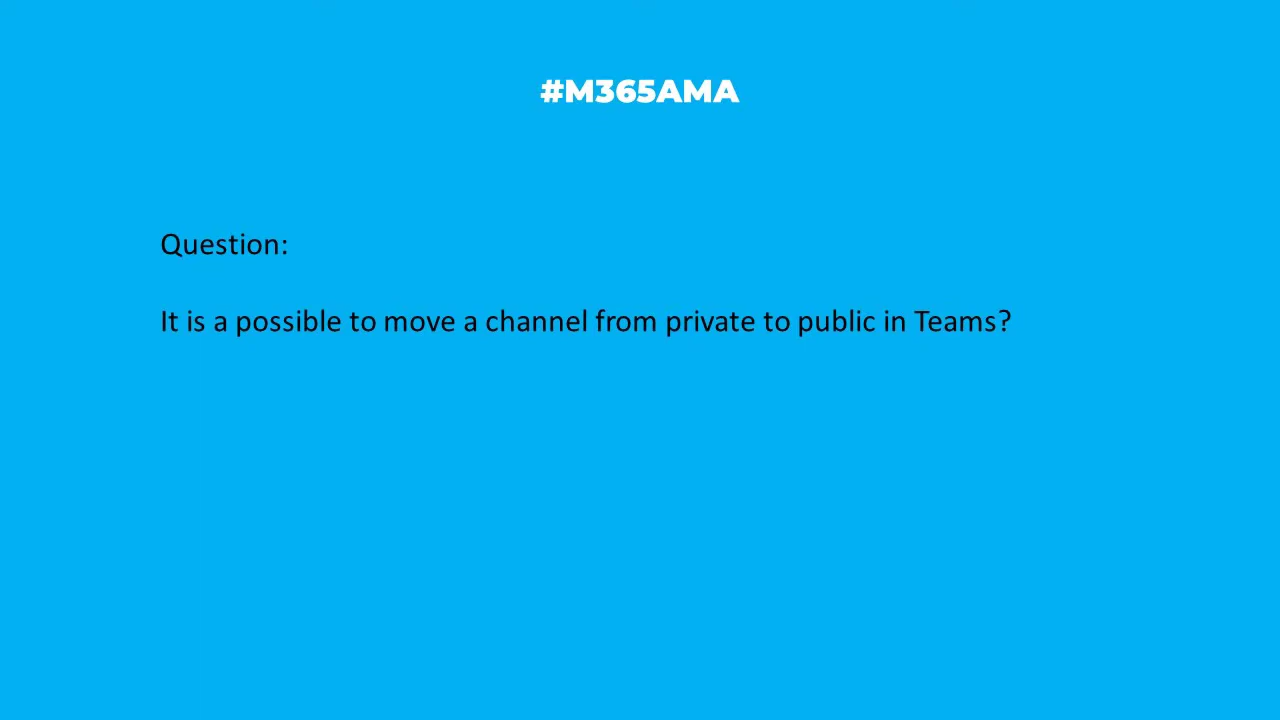 #M365AMA
Question:
It is a possible to move a channel from private to public in Teams?